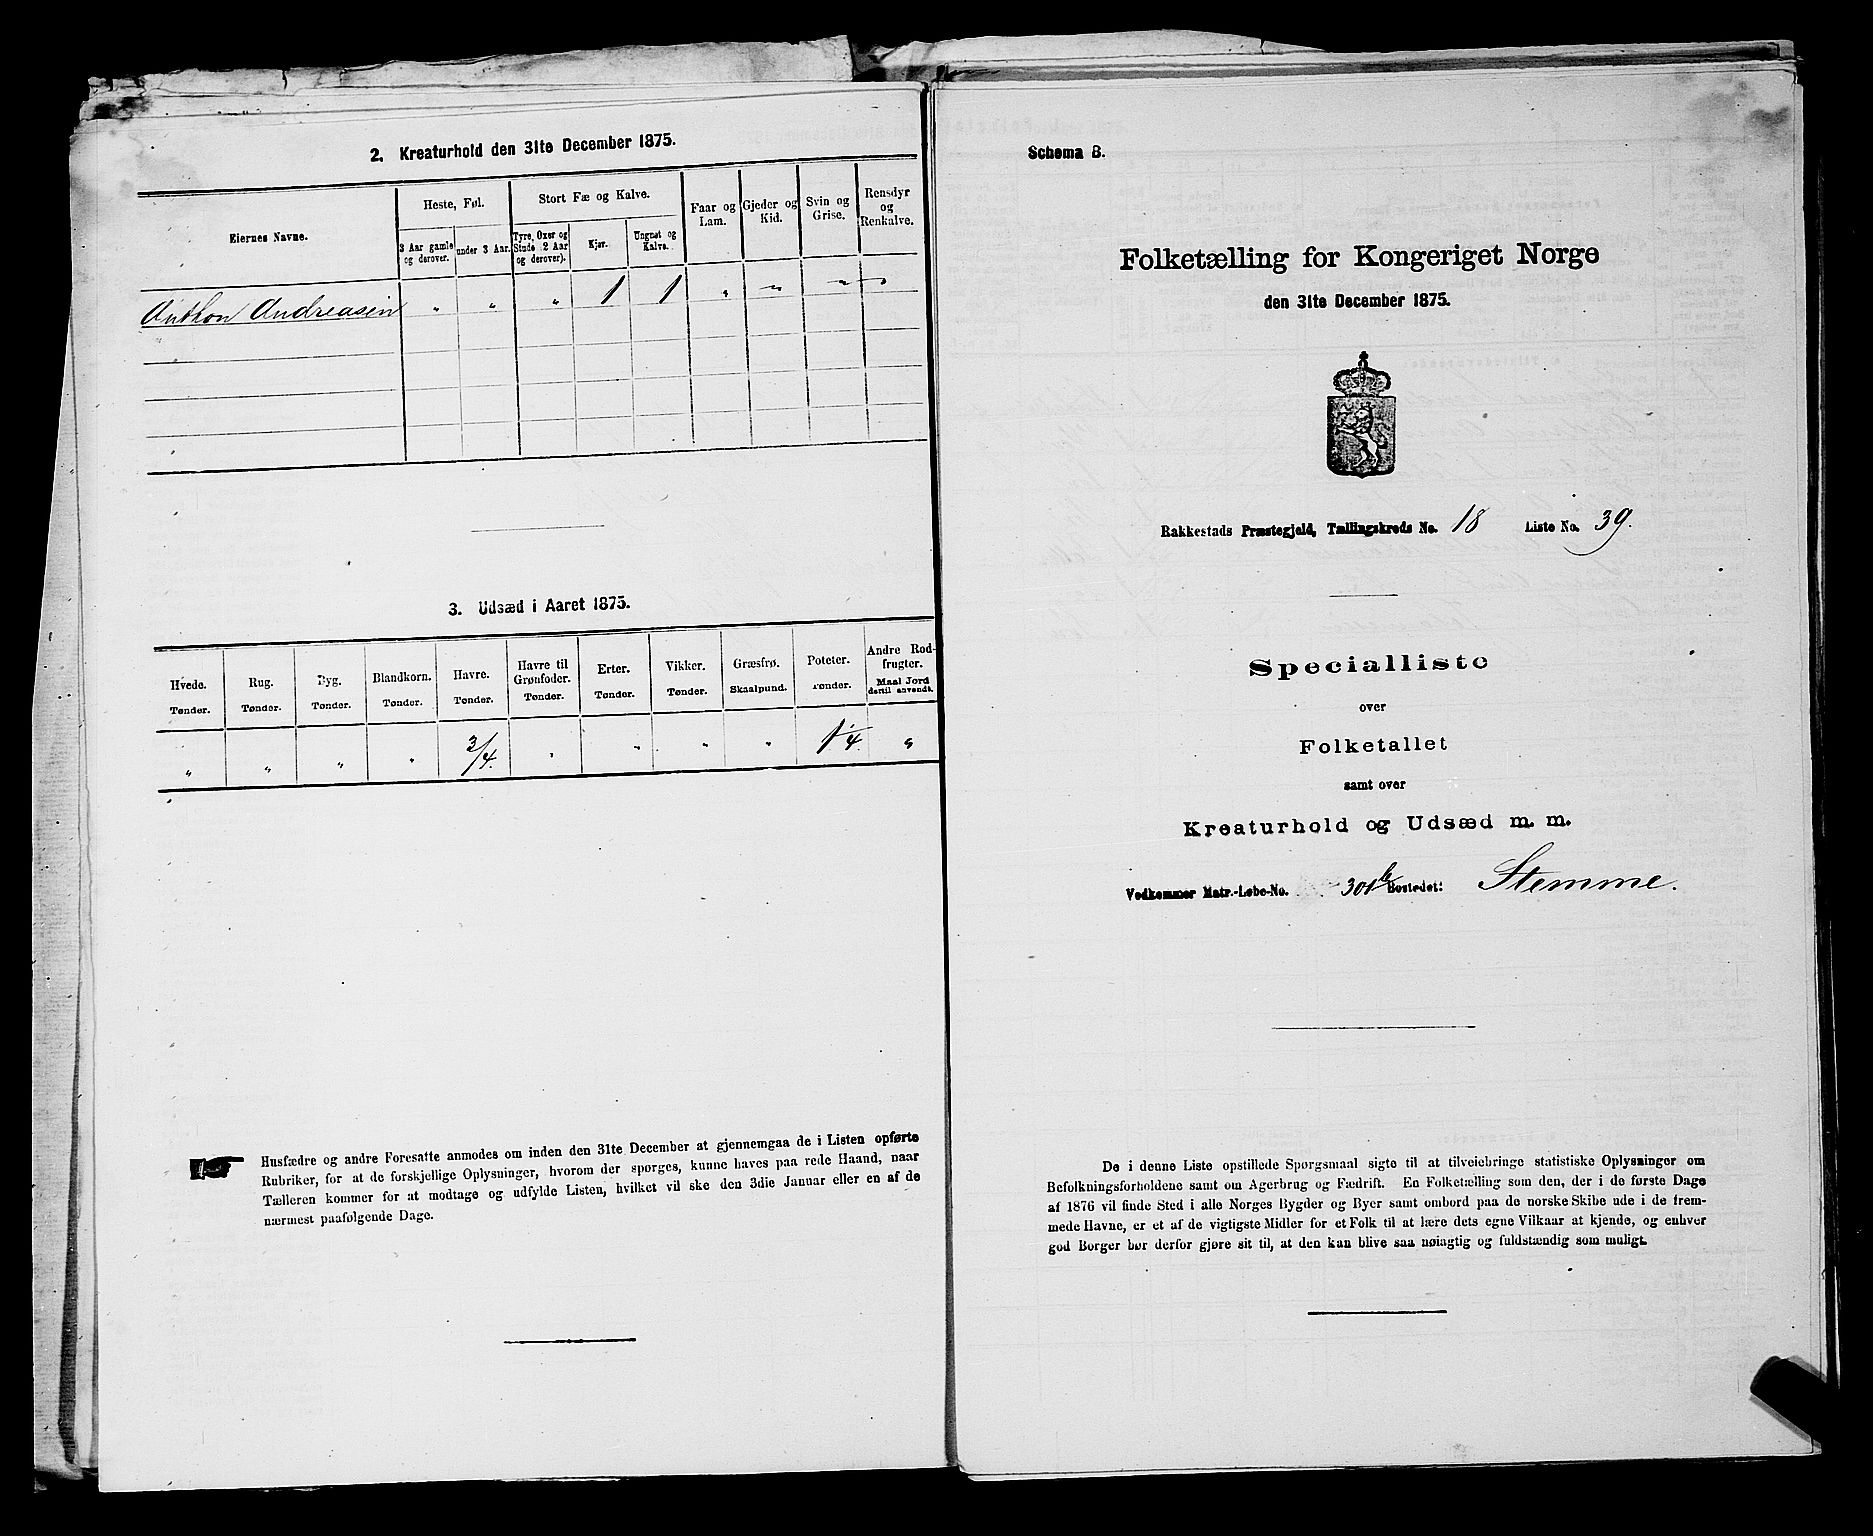 2. Kreaturhold den 31te December 1875.
Eiernes Navne.
Heste, Føl.
3 Aar gamle og derover.
under 3 Aar.
Stort Fæ og Kalve.
Tyre, Oxer og Stude (2 Aar og derover).
Kjør.
Ungnøt og Kalve.
Faar og Lam.
Gjeder og Kid.
Svin og Grise.
Rensdyr og Renkalve.
Anthon Andreasen " " " 1 1 " " " "
3. Udsæd i Aaret 1875.
Hvede. Tønder.
Rug. Tønder.
Byg. Tønder.
Blandkorn. Tønder.
Havre. Tønder.
Havre til Grønfoder. Tønder.
Erter. Tønder.
Vikker. Tønder.
Græsfrø. Skaalpund.
Poteter. Tønder.
Andre Rodfrugter. Maal Jord dertil anvendt.
" " " " 3/4. " " " " 1 1/4. "
Husfædre og andre Foresatte anmodes om inden den 31te December at gjennemgaa de i Listen opførte
Rubriker, for at de forskjellige Oplysninger, hvorom der spørges, kunne haves paa rede Haand, naar
Tælleren kommer for at modtage og udfylde Listen, hvilket vil ske den 3die Januar eller en af de
nærmest paafølgende Dage.
Schema B.
Folketælling for Kongeriget Norge
den 31te December 1875.
Rakkestads Præstegjeld, Tællingskreds No. 18 Liste No. 39.
Specialliste
over
Folketallet
samt over
Kreaturhold og Udsæd m. m.
Vedkommer Matr.-Løbe-No. 301b Bostedet: Stemme.
De i denne Liste opstillede Spørgsmaal sigte til at tilveiebringe statistiske Oplysninger om
Befolkningsforholdene samt om Agerbrug og Fædrift. En Folketælling som den, der i de første Dage
af 1876 vil finde Sted i alle Norges Bygder og Byer samt ombord paa de norske Skibe ude i de frem-
mede Havne, er et af de vigtigste Midler for et Folk til at lære dets egne Vilkaar at kjende, og enhver
god Borger bør derfor gjøre sit til, at den kan blive saa nøiagtig og fuldstændig som muligt.